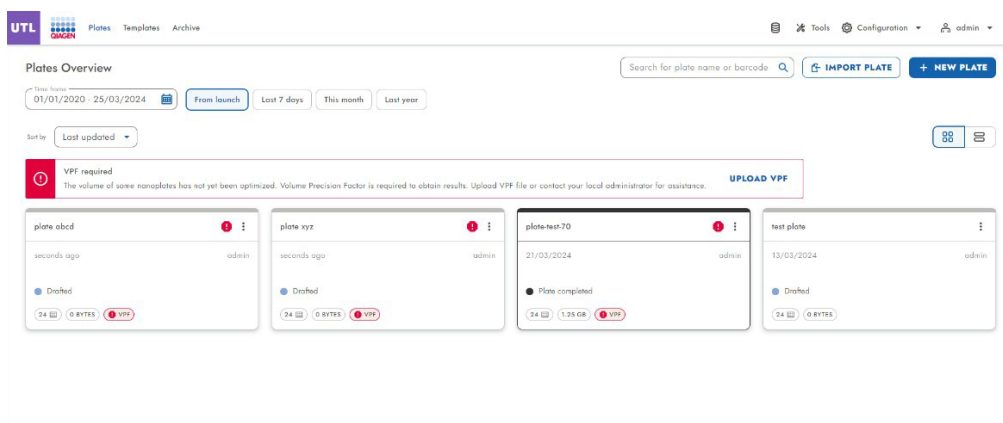 UTL QIAGEN Plates Templates Archive Tools Configuration admin
Plates Overview Search for plate name or barcode IMPORT PLATE + NEW PLATE
Time frame
01/01/2020 - 25/03/2024 From launch Last 7 days This month Last year
Sort by Last updated
VPF required
The volume of some nanoplates has not yet been optimized. Volume Precision Factor is required to obtain results. Upload VPF file or contact your local administrator for assistance. UPLOAD VPF
plate abcd
seconds ago admin
Drafted
24 0 BYTES VPF
plate xyz
seconds ago admin
Drafted
24 0 BYTES VPF
plate-test-70
21/03/2024 admin
Plate completed
24 1.25 GB VPF
test plate
13/03/2024 admin
Drafted
24 0 BYTES